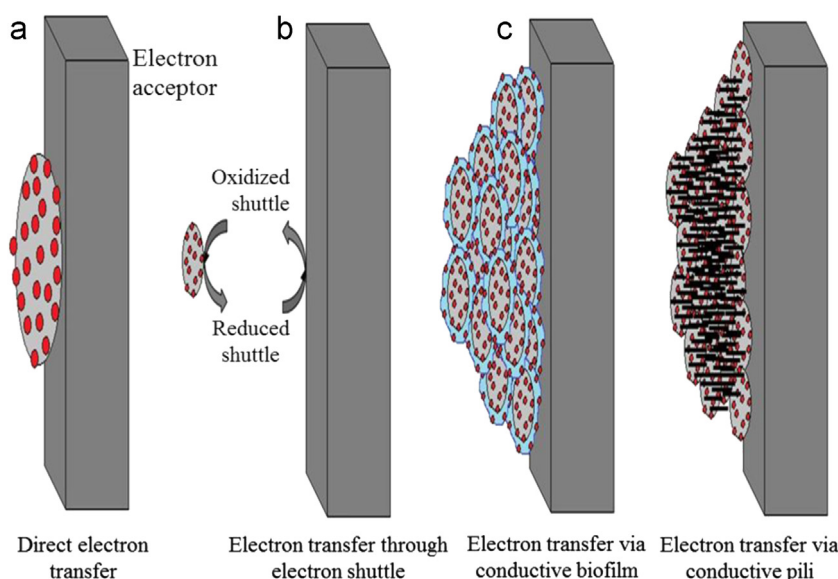 a
b
c
Electron
acceptor
Oxidized
shuttle
Reduced
shuttle
Direct electron
transfer
Electron transfer through
electron shuttle
Electron transfer via
conductive biofilm
Electron transfer via
conductive pili